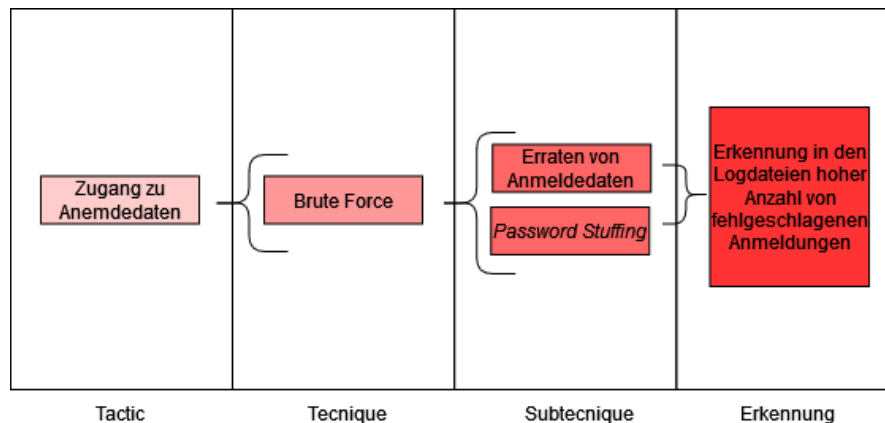 Zugang zu
Anemdedaten
Brute Force
Erraten von
Anmeldedaten
Password Stuffing
Erkennung in den
Logdateien hoher
Anzahl von
fehlgeschlagenen
Anmeldungen
Tactic
Tecnique
Subtecnique
Erkennung